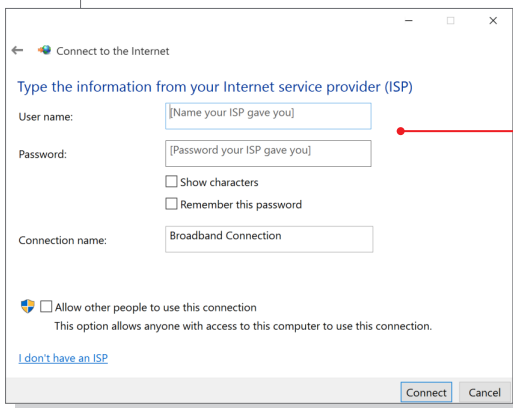 Connect to the Internet
Type the information from your Internet service provider (ISP)
User name:
[Name your ISP gave you]
Password:
[Password your ISP gave you]
Show characters
Remember this password
Connection name:
Broadband Connection
Allow other people to use this connection
This option allows anyone with access to this computer to use this connection.
I don't have an ISP
Connect
Cancel